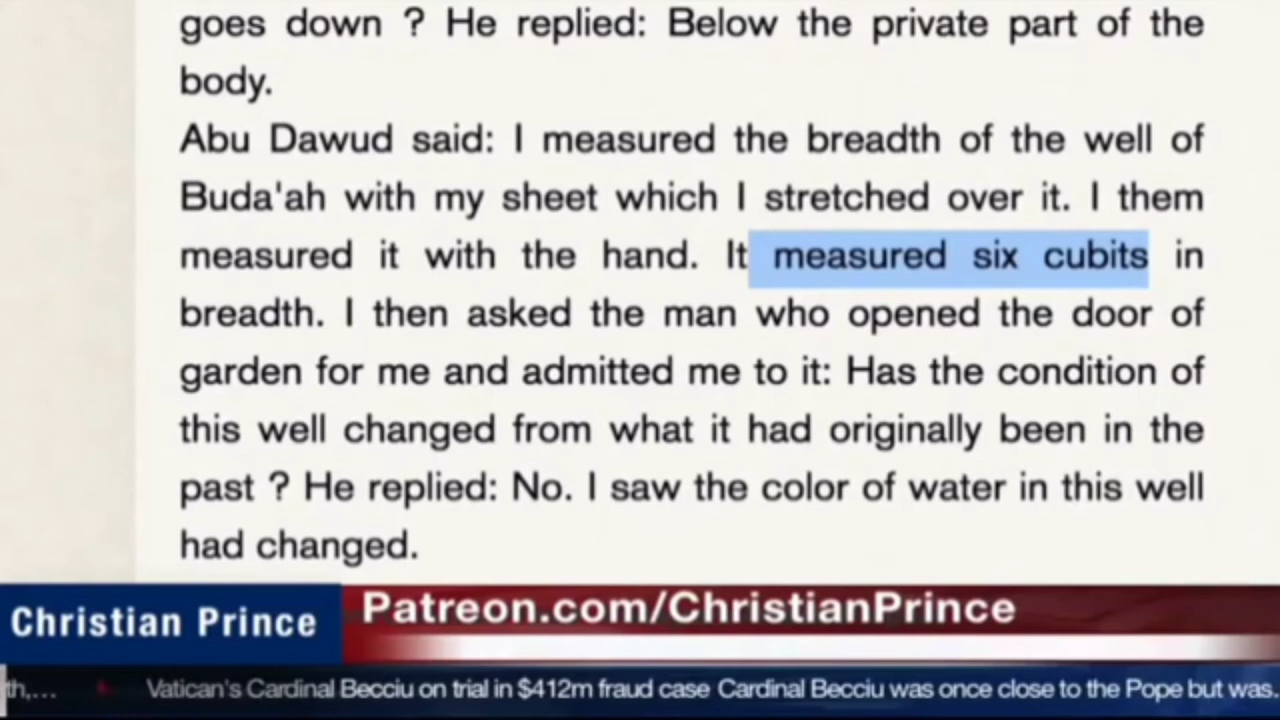 goes down ? He replied: Below the private part of the
body.
Abu Dawud said: I measured the breadth of the well of
Buda'ah with my sheet which I stretched over it. I them
measured it with the hand. It measured six cubits in
breadth. I then asked the man who opened the door of
garden for me and admitted me to it: Has the condition of
this well changed from what it had originally been in the
past ? He replied: No. I saw the color of water in this well
had changed.
Christian Prince
Patreon.com/ChristianPrince
th,... Vatican's Cardinal Becciu on trial in $412m fraud case Cardinal Becciu was once close to the Pope but was.